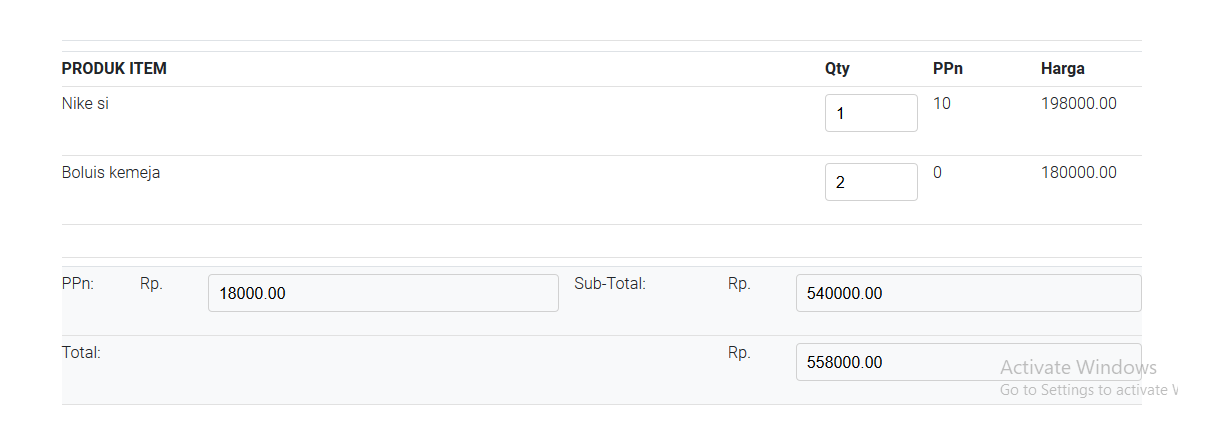 PRODUK ITEM Qty PPn Harga
Nike si 1 10 198000.00
Boluis kemeja 2 0 180000.00
PPn: Rp. 18000.00 Sub-Total: Rp. 540000.00
Total: Rp. 558000.00
Activate Windows
Go to Settings to activate